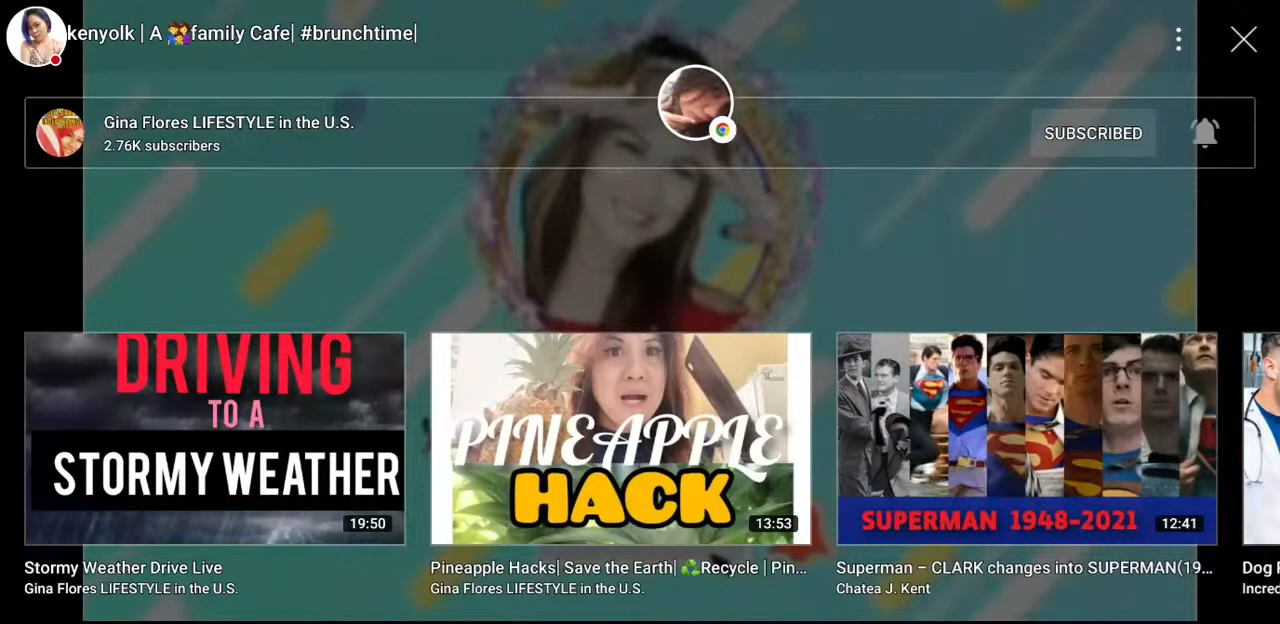 kenyolk | A 👩‍❤️‍👨family Cafe| #brunchtime|
Gina Flores LIFESTYLE in the U.S.
2.76K subscribers
SUBSCRIBED
DRIVING
TO A
STORMY WEATHER
19:50
PINEAPPLE
HACK
13:53
SUPERMAN 1948-2021
12:41
Stormy Weather Drive Live
Gina Flores LIFESTYLE in the U.S.
Pineapple Hacks| Save the Earth| ♻️Recycle | Pin...
Gina Flores LIFESTYLE in the U.S.
Superman – CLARK changes into SUPERMAN(19...
Chatea J. Kent
Dog
Incre